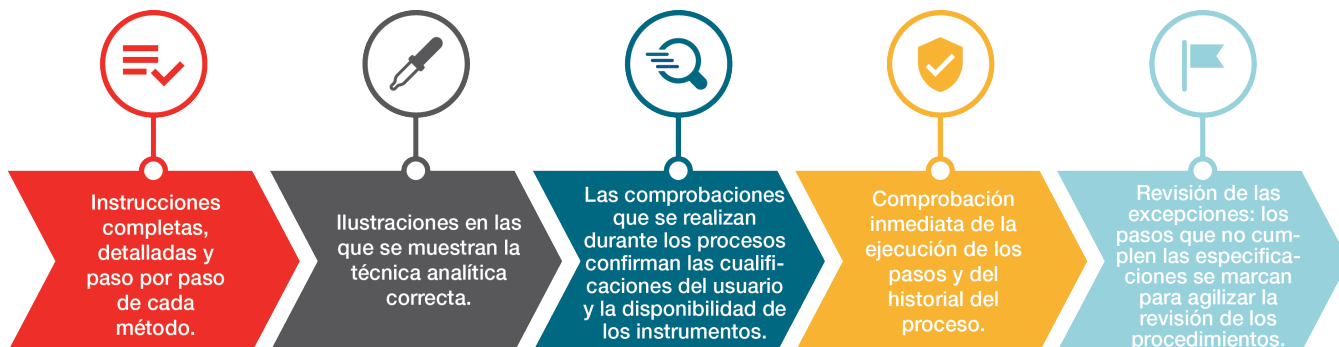 Instrucciones
completas,
detalladas y
paso por paso
de cada
método.
Ilustraciones en las
que se muestran la
técnica analítica
correcta.
Las comprobaciones
que se realizan
durante los procesos
confirman las cualifi-
caciones del usuario
y la disponibilidad de
los instrumentos.
Comprobación
inmediata de la
ejecución de los
pasos y del
historial del
proceso.
Revisión de las
excepciones: los
pasos que no cum-
plen las especifica-
ciones se marcan
para agilizar la
revisión de los
procedimientos.